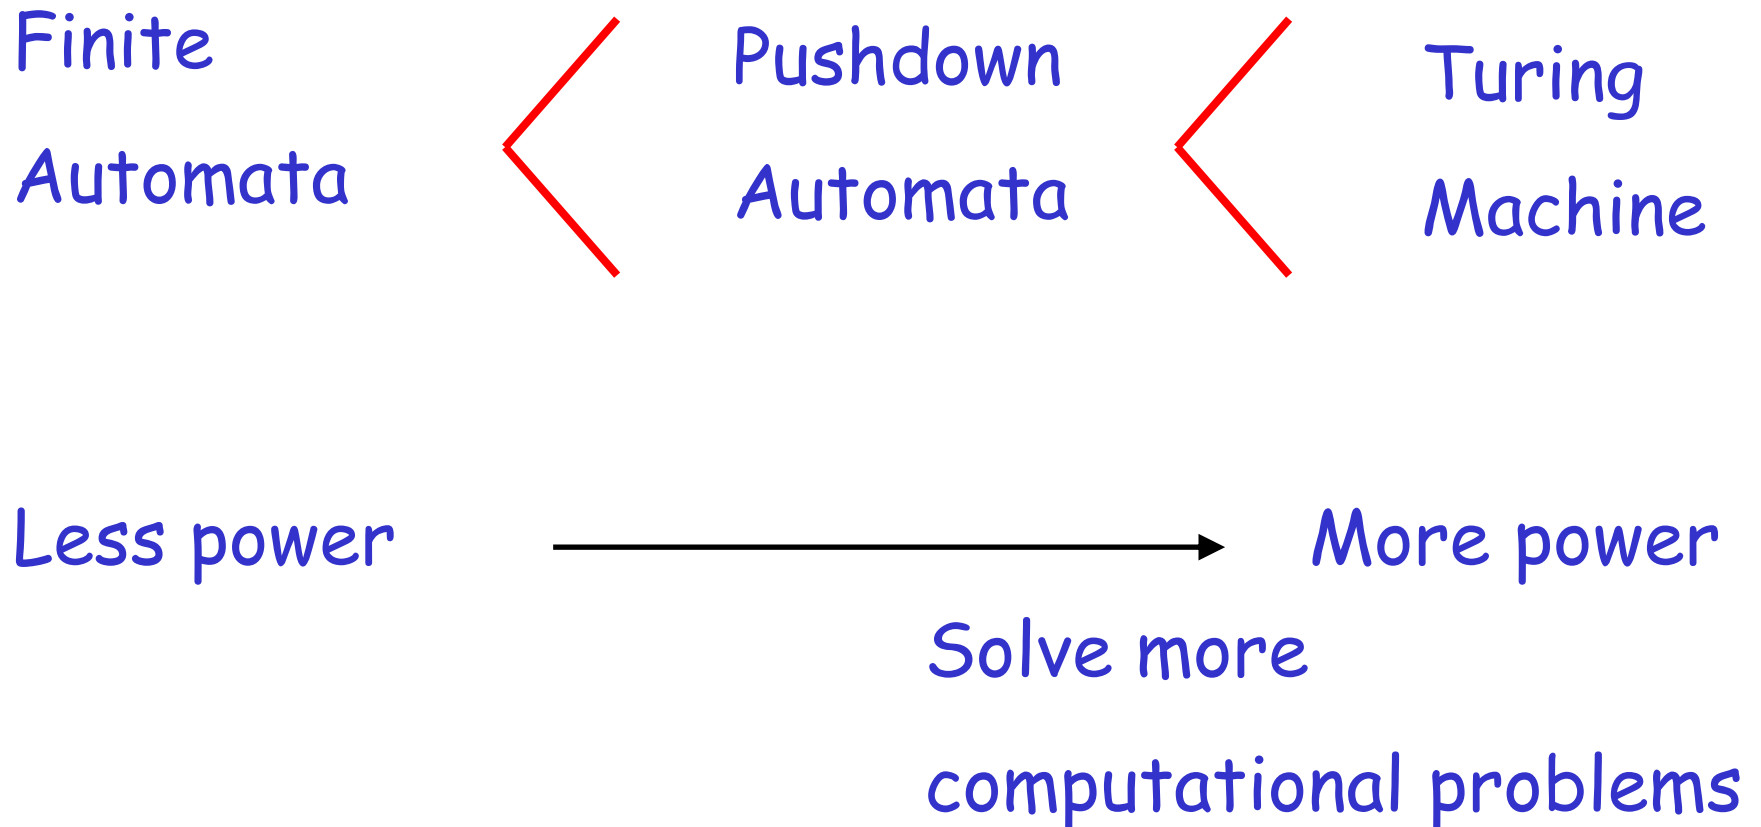 Finite
Automata
<
Pushdown
Automata
<
Turing
Machine
Less power
More power
Solve more
computational problems